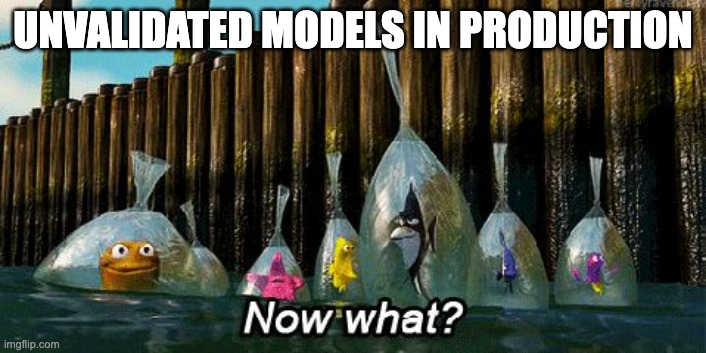 UNVALIDATED MODELS IN PRODUCTION
Now what?
imgflip.com